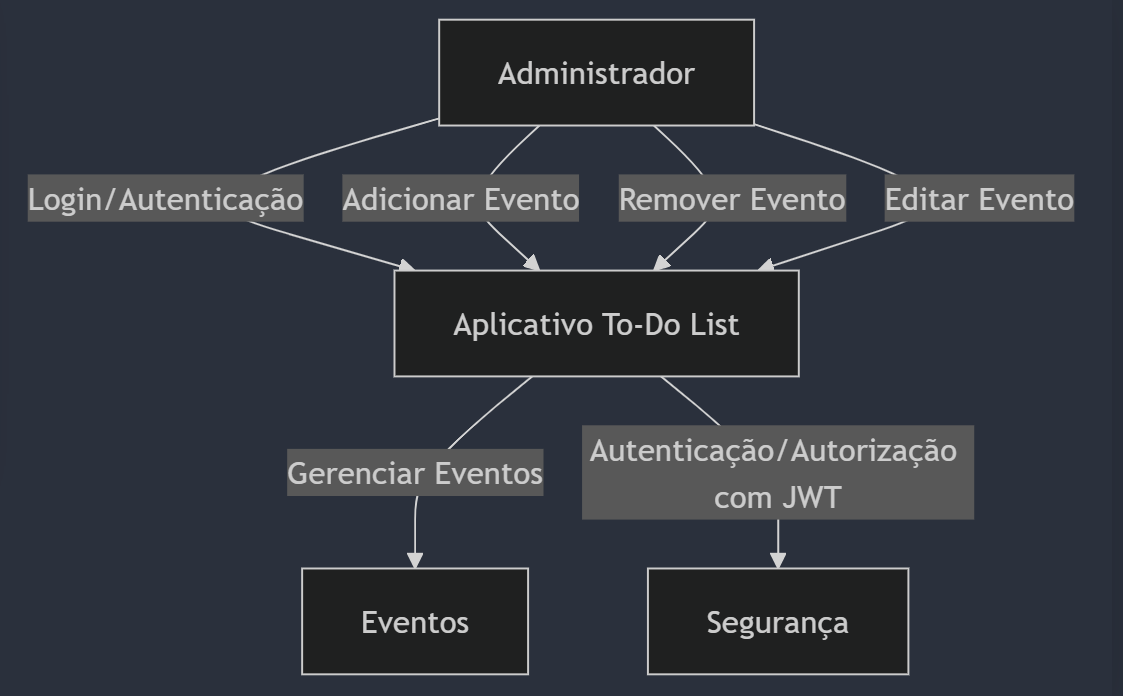 Administrador
Login/Autenticação
Adicionar Evento
Remover Evento
Editar Evento
Aplicativo To-Do List
Gerenciar Eventos
Autenticação/Autorização
com JWT
Eventos
Segurança